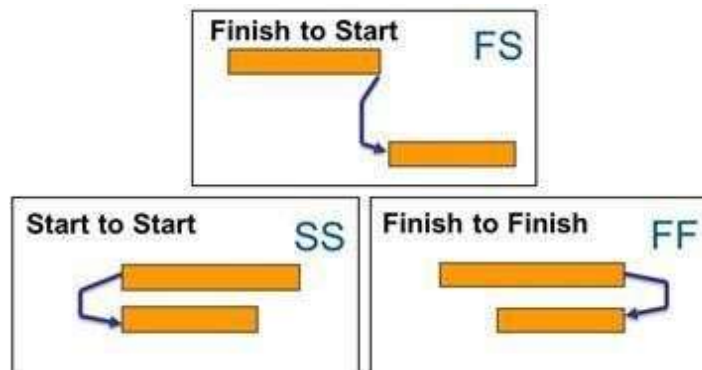 Finish to Start
FS
Start to Start
SS
Finish to Finish
FF